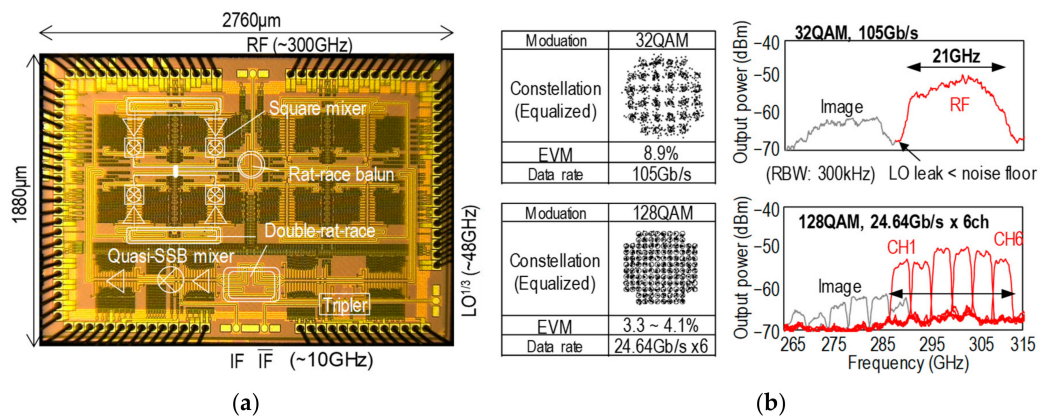 (a)
2760µm
RF (~300GHz)
1880µm
Square mixer
Rat-race balun
Double-rat-race
Quasi-SSB mixer
Tripler
LO1/3 (~48GHz)
IF IF (~10GHz)
(a)
Moduation 32QAM
Constellation
(Equalized)
EVM 8.9%
Data rate 105Gb/s
Moduation 128QAM
Constellation
(Equalized)
EVM 3.3 ~ 4.1%
Data rate 24.64Gb/s x6
(b)
Output power (dBm)
−40
−50
−60
−70
32QAM, 105Gb/s
21GHz
Image
RF
(RBW: 300kHz) LO leak < noise floor
Output power (dBm)
−40
−50
−60
−70
128QAM, 24.64Gb/s x 6ch
CH1 CH6
Image
265 275 285 295 305 315
Frequency (GHz)
(b)